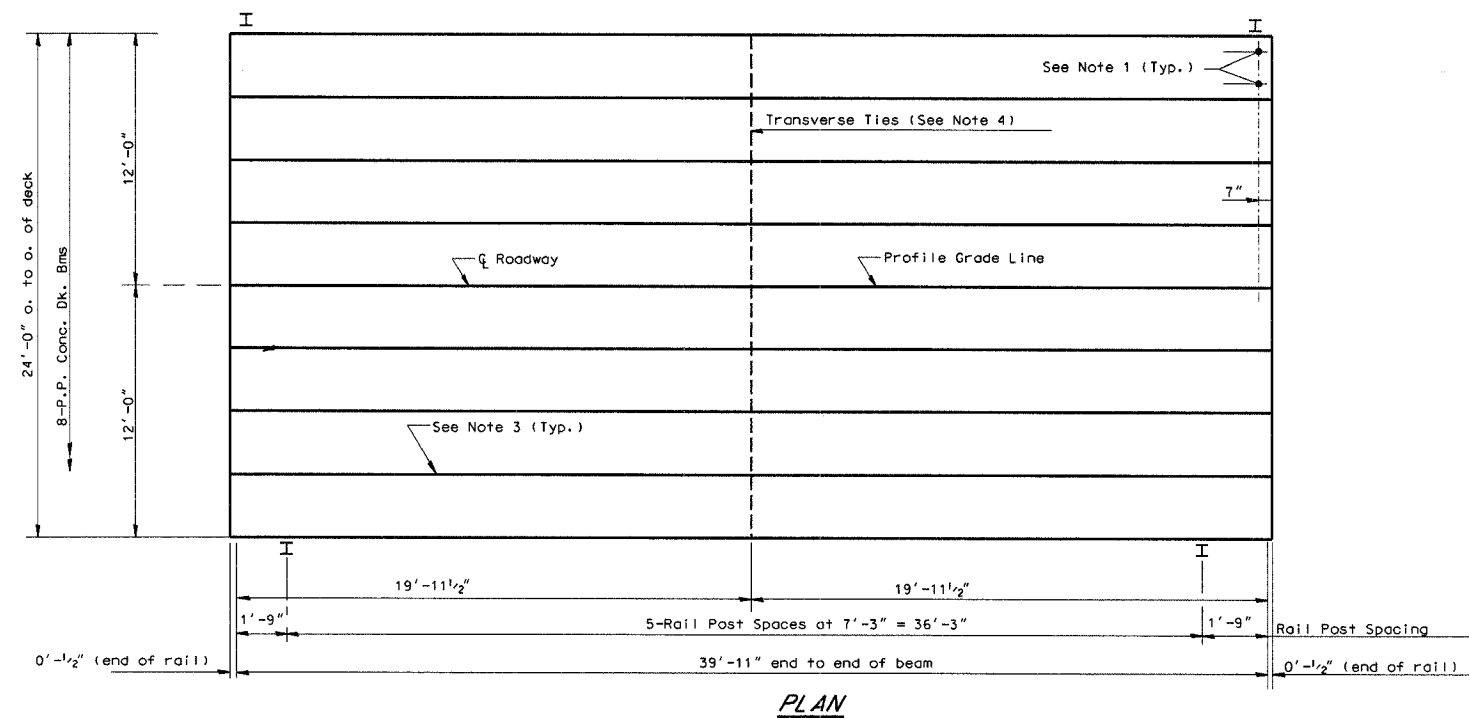 See Note 1 (Typ.)
Transverse Ties (See Note 4)
7"
24'-0" o. to o. of deck
8-P.P. Conc. Dk. Bms
12'-0"
12'-0"
℄ Roadway
Profile Grade Line
See Note 3 (Typ.)
19'-11½"
19'-11½"
1'-9"
5-Rail Post Spaces at 7'-3" = 36'-3"
1'-9"
Rail Post Spacing
0'-½" (end of rail)
39'-11" end to end of beam
0'-½" (end of rail)
PLAN